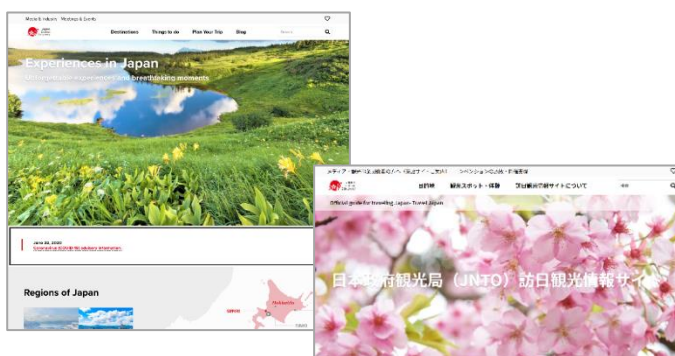 Media & Industry Meetings & Events
Destinations Things to do Plan Your Trip Blog
Experiences in Japan
Unforgettable experiences and breathtaking moments
Regions of Japan
Hokkaido
目的地 観光スポット・体験 訪日観光情報サイトについて
Official guide for travelling Japan- Travel Japan
日本政府観光局（JNTO）訪日観光情報サイト